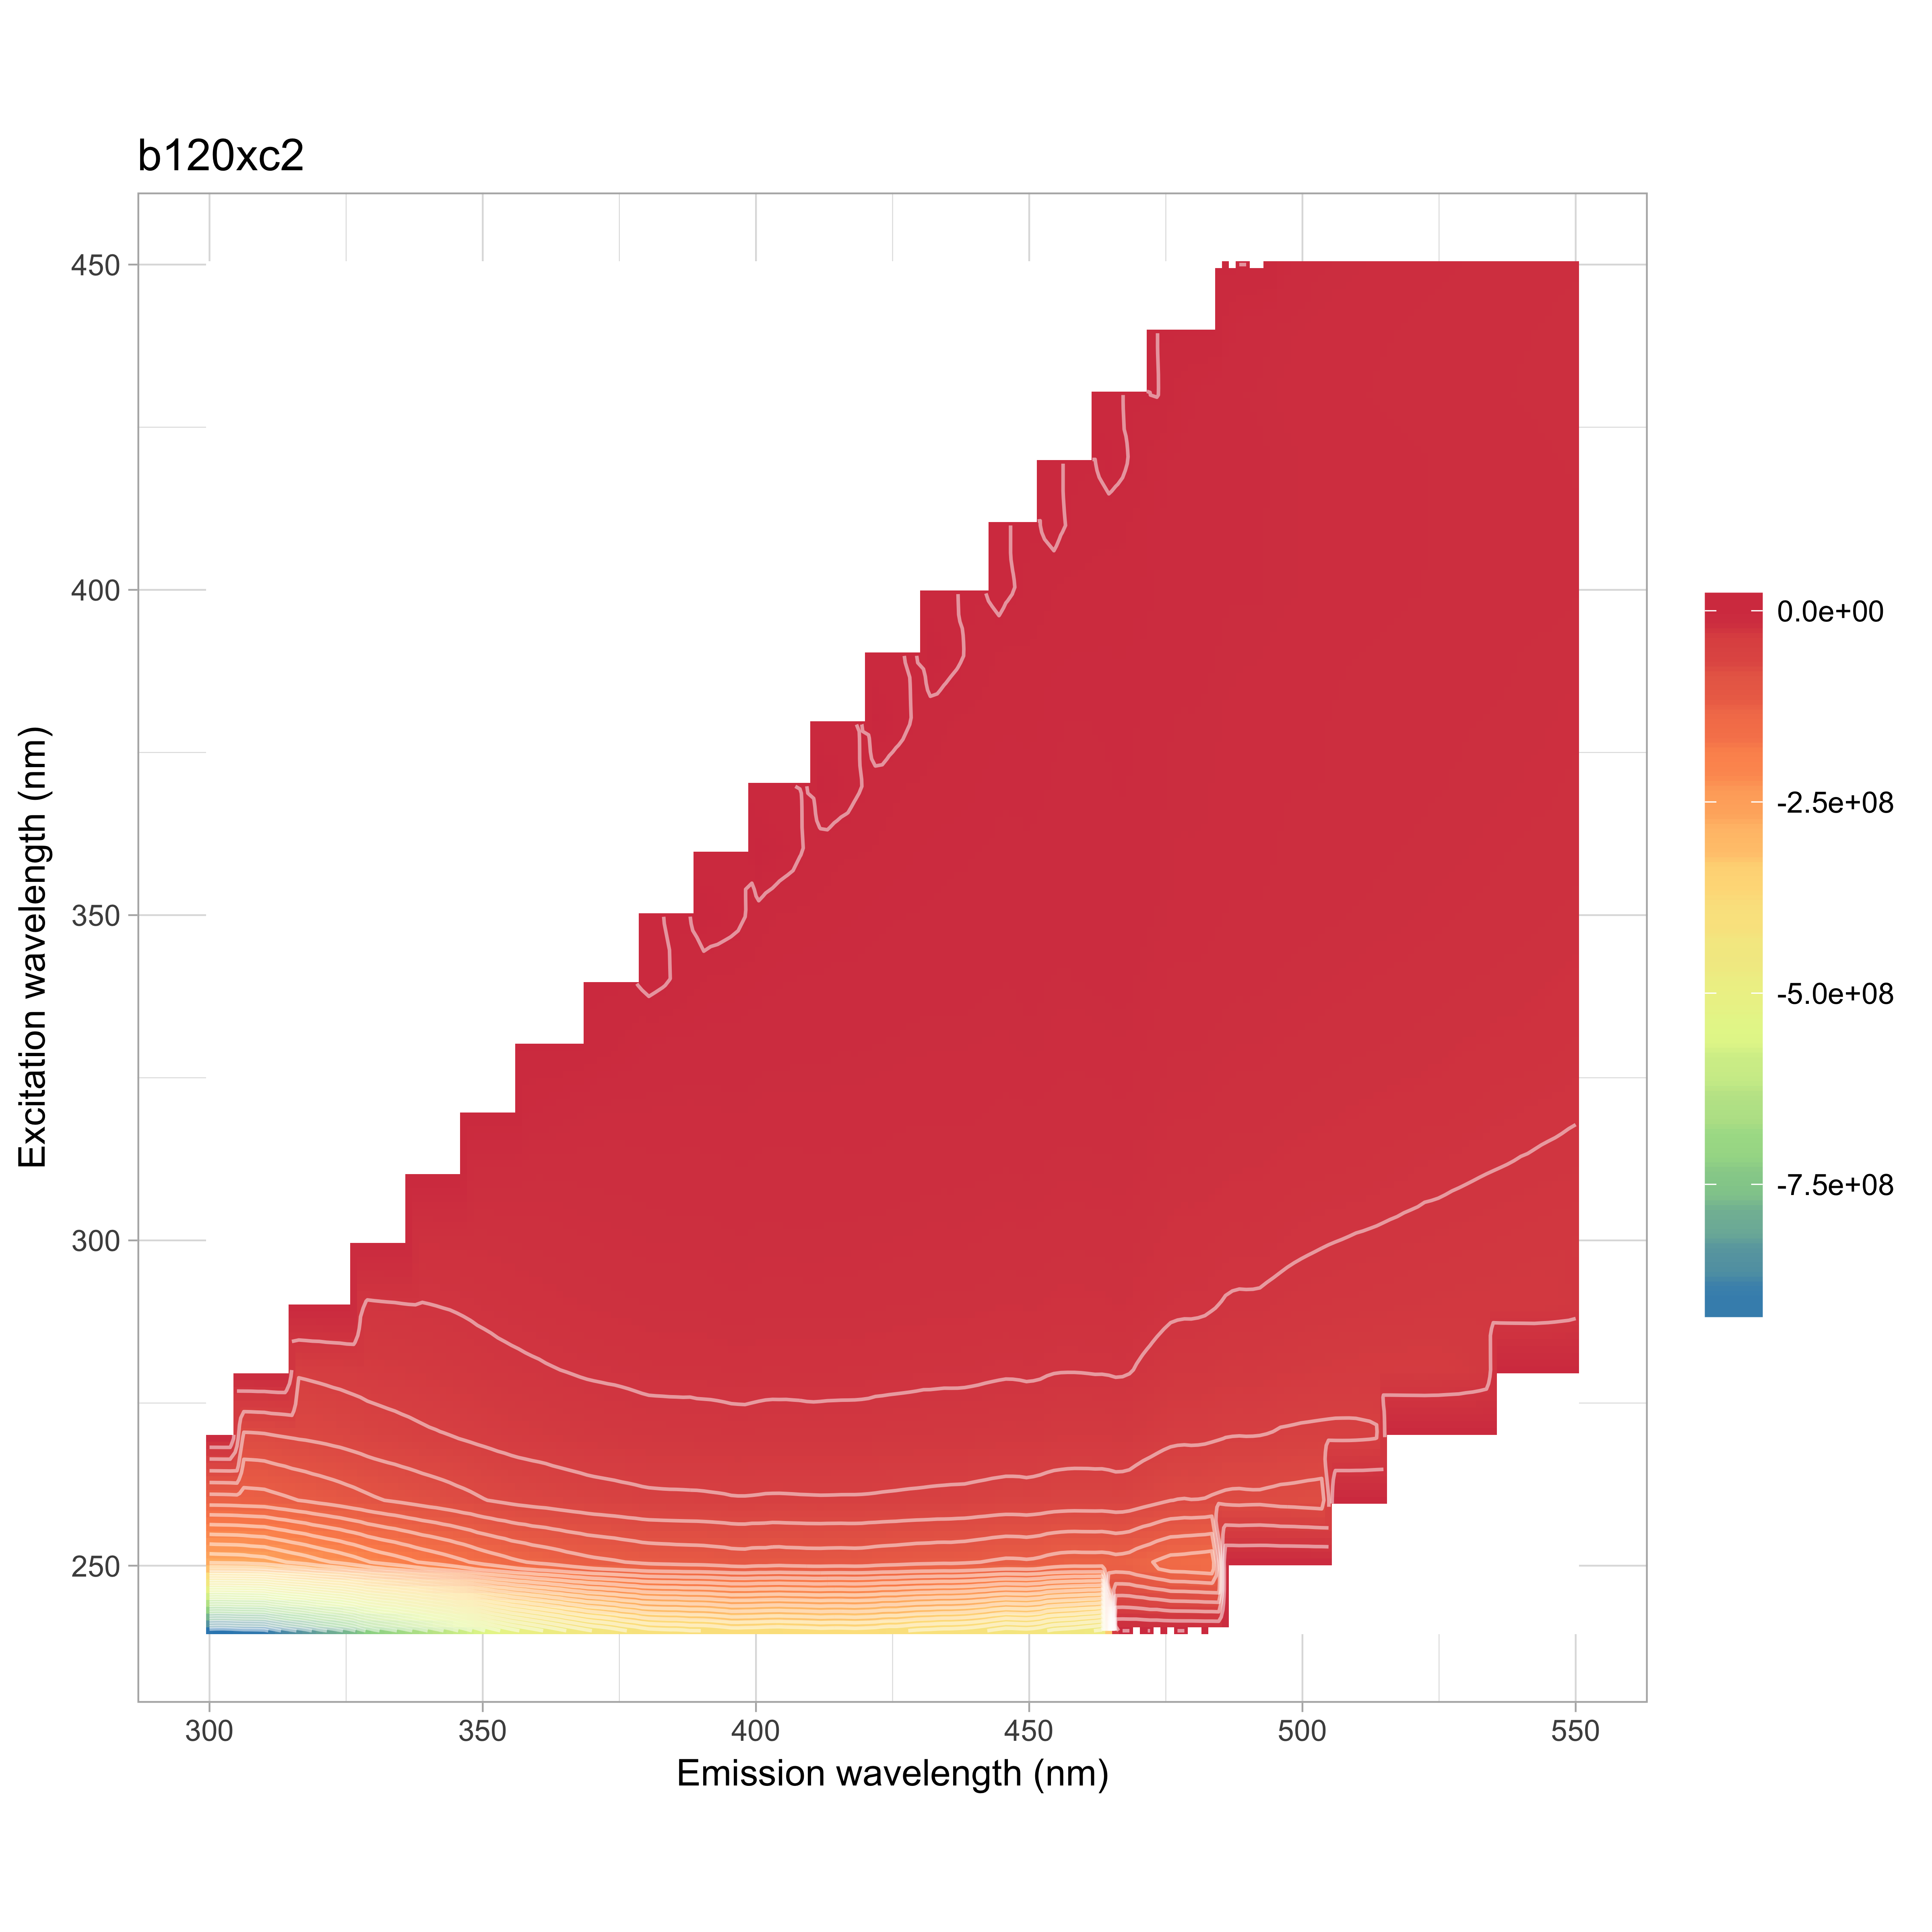 b120xc2
450
400
350
300
250
Excitation wavelength (nm)
300 350 400 450 500 550
Emission wavelength (nm)
0.0e+00
-2.5e+08
-5.0e+08
-7.5e+08